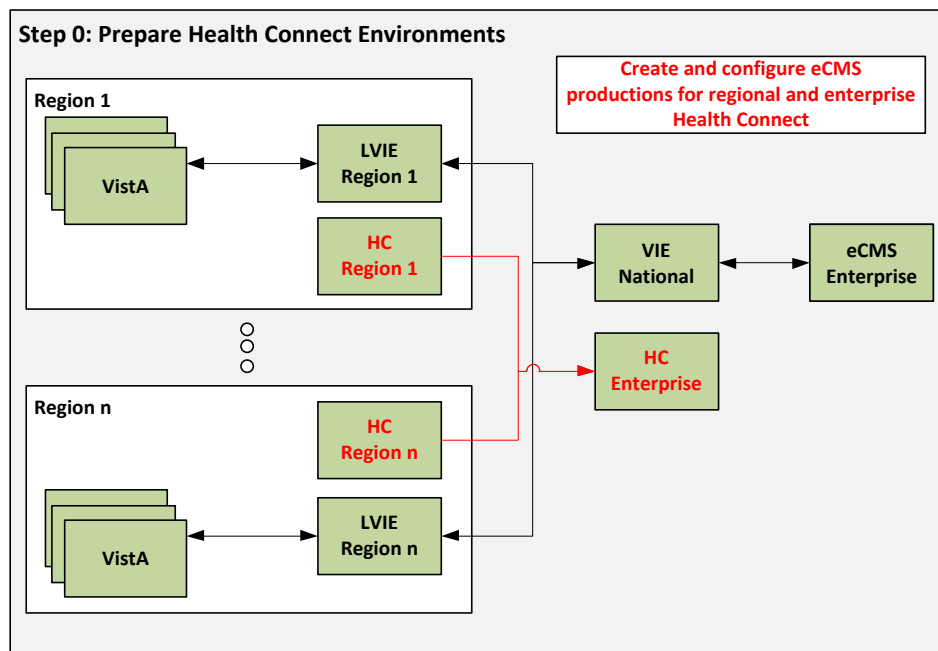 Step 0: Prepare Health Connect Environments
Create and configure eCMS
productions for regional and enterprise
Health Connect
Region 1
VistA
LVIE
Region 1
HC
Region 1
VIE
National
eCMS
Enterprise
HC
Enterprise
Region n
HC
Region n
VistA
LVIE
Region n